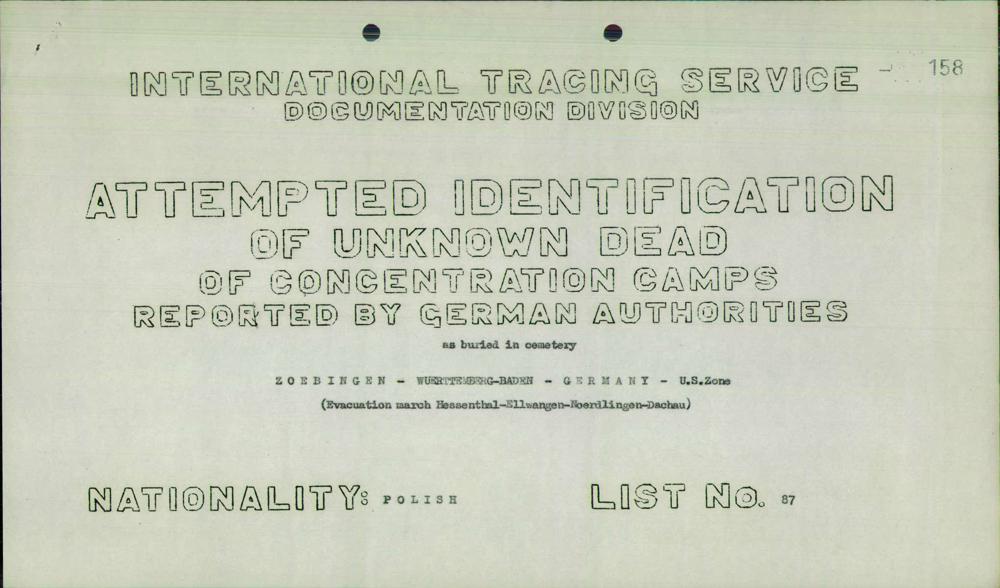 158
INTERNATIONAL TRACING SERVICE -
DOCUMENTATION DIVISION
ATTEMPTED IDENTIFICATION
OF UNKNOWN DEAD
OF CONCENTRATION CAMPS
REPORTED BY GERMAN AUTHORITIES
as buried in cemetery
ZOEBINGEN - WUERTTEMBERG-BADEN - GERMANY - U.S.Zone
(Evacuation march Hessenthal-Ellwangen-Noerdlingen-Dachau)
NATIONALITY: POLISH LIST No. 87